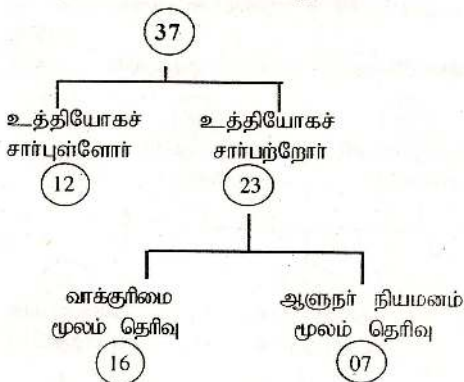 37
உத்தியோகச் உத்தியோகச்
சார்புள்ளோர் சார்பற்றோர்
12 23
வாக்குரிமை ஆளுநர் நியமனம்
மூலம் தெரிவு மூலம் தெரிவு
16 07